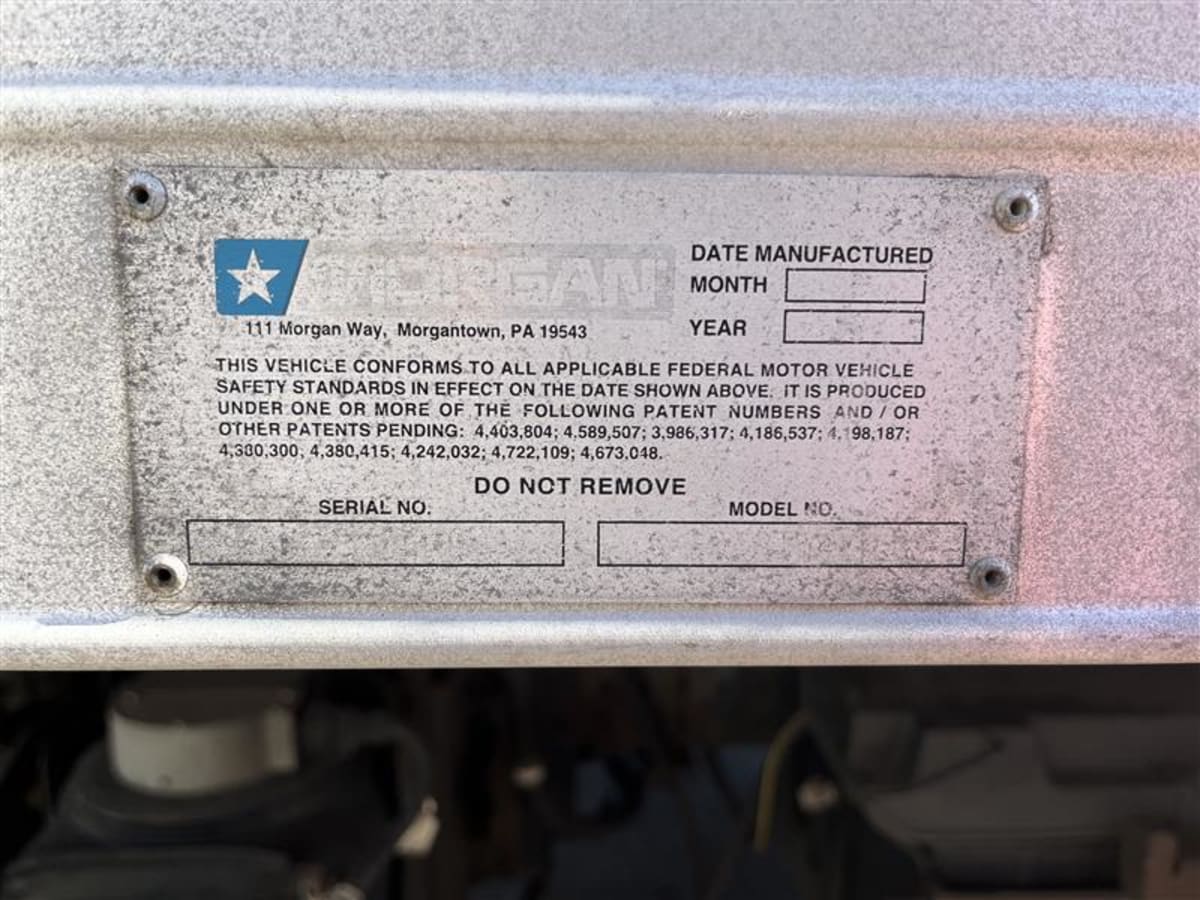 MORGAN
DATE MANUFACTURED
MONTH
YEAR
111 Morgan Way, Morgantown, PA 19543
THIS VEHICLE CONFORMS TO ALL APPLICABLE FEDERAL MOTOR VEHICLE
SAFETY STANDARDS IN EFFECT ON THE DATE SHOWN ABOVE. IT IS PRODUCED
UNDER ONE OR MORE OF THE FOLLOWING PATENT NUMBERS AND / OR
OTHER PATENTS PENDING: 4,403,804; 4,589,507; 3,986,317; 4,186,537; 4,198,187;
4,380,415; 4,242,032; 4,722,109; 4,673,048.
DO NOT REMOVE
SERIAL NO.
MODEL NO.